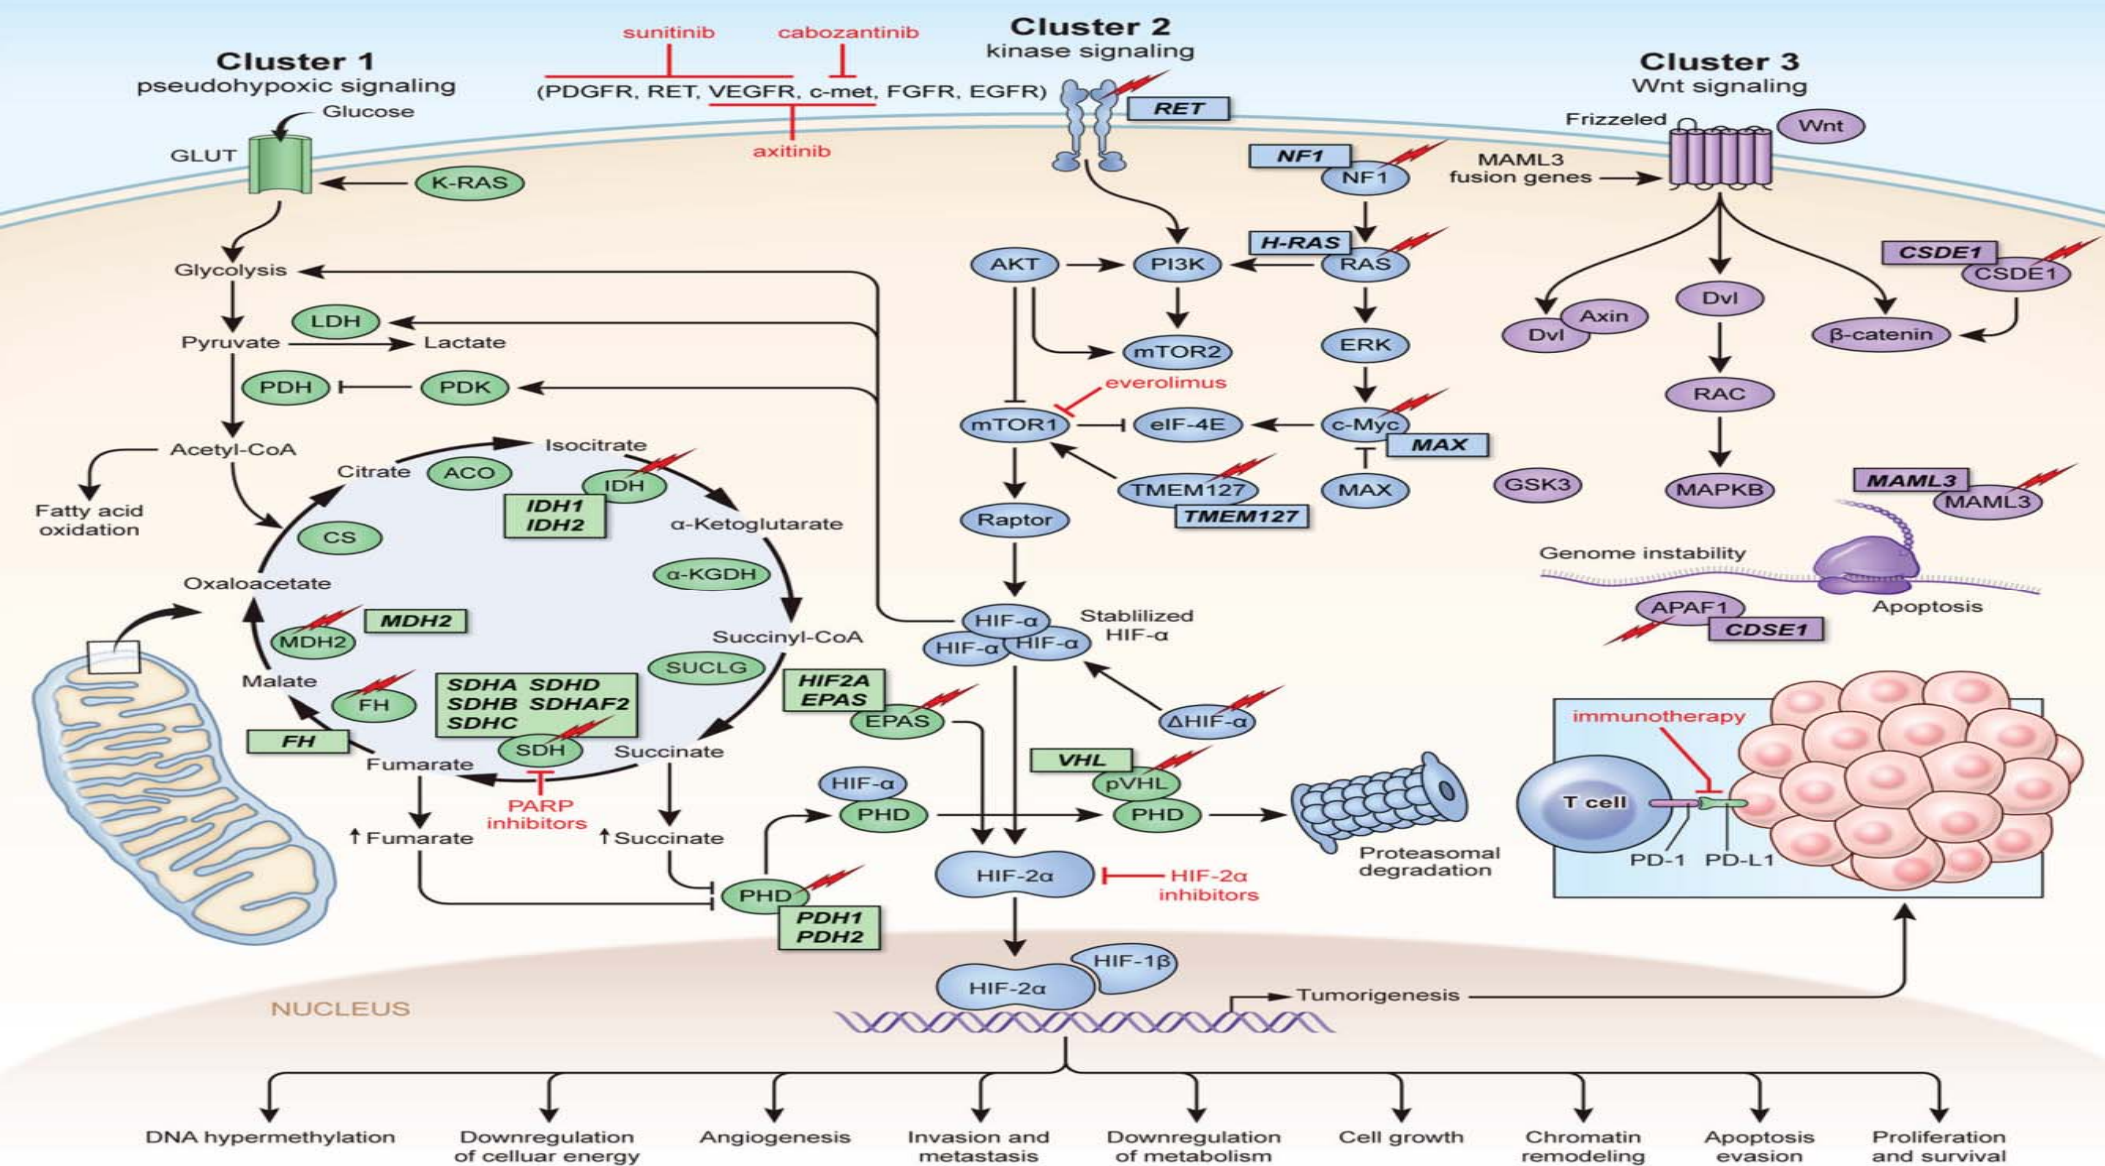 Cluster 1
pseudohypoxic signaling
Glucose
GLUT
K-RAS
Glycolysis
LDH
Pyruvate
Lactate
PDH
PDK
Acetyl-CoA
Fatty acid
oxidation
Citrate
ACO
Isocitrate
IDH
IDH1
IDH2
α-Ketoglutarate
CS
α-KGDH
Oxaloacetate
MDH2
MDH2
Succinyl-CoA
SUCLG
Malate
FH
FH
SDHA SDHD
SDHB SDHAF2
SDHC
SDH
Succinate
Fumarate
PARP
inhibitors
↑Fumarate
↑Succinate
HIF2A
EPAS
EPAS
HIF-α
PHD
PHD
PDH1
PDH2
VHL
pVHL
PHD
Proteasomal
degradation
sunitinib
cabozantinib
(PDGFR, RET, VEGFR, c-met, FGFR, EGFR)
axitinib
Cluster 2
kinase signaling
RET
NF1
NF1
H-RAS
AKT
PI3K
RAS
mTOR2
ERK
everolimus
mTOR1
eIF-4E
c-Myc
MAX
TMEM127
TMEM127
MAX
Raptor
HIF-α
HIF-α
HIF-α
Stablilized
HIF-α
ΔHIF-α
HIF-2α
HIF-2α
inhibitors
HIF-2α
HIF-1β
Tumorigenesis
NUCLEUS
Cluster 3
Wnt signaling
Frizzeled
Wnt
MAML3
fusion genes
CSDE1
CSDE1
Dvl
Axin
Dvl
β-catenin
RAC
GSK3
MAPKB
MAML3
MAML3
Genome instability
Apoptosis
APAF1
CDSE1
immunotherapy
T cell
PD-1
PD-L1
DNA hypermethylation
Downregulation
of celluar energy
Angiogenesis
Invasion and
metastasis
Downregulation
of metabolism
Cell growth
Chromatin
remodeling
Apoptosis
evasion
Proliferation
and survival